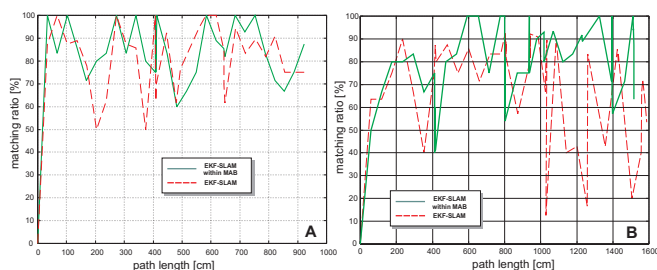 100
90
80
70
60
50
40
30
20
10
0
matching ratio [%]
0 100 200 300 400 500 600 700 800 900 1000
path length [cm]
EKF-SLAM
within MAB
EKF-SLAM
A
100
90
80
70
60
50
40
30
20
10
0
matching ratio [%]
0 200 400 600 800 1000 1200 1400 1600
path length [cm]
EKF-SLAM
within MAB
EKF-SLAM
B